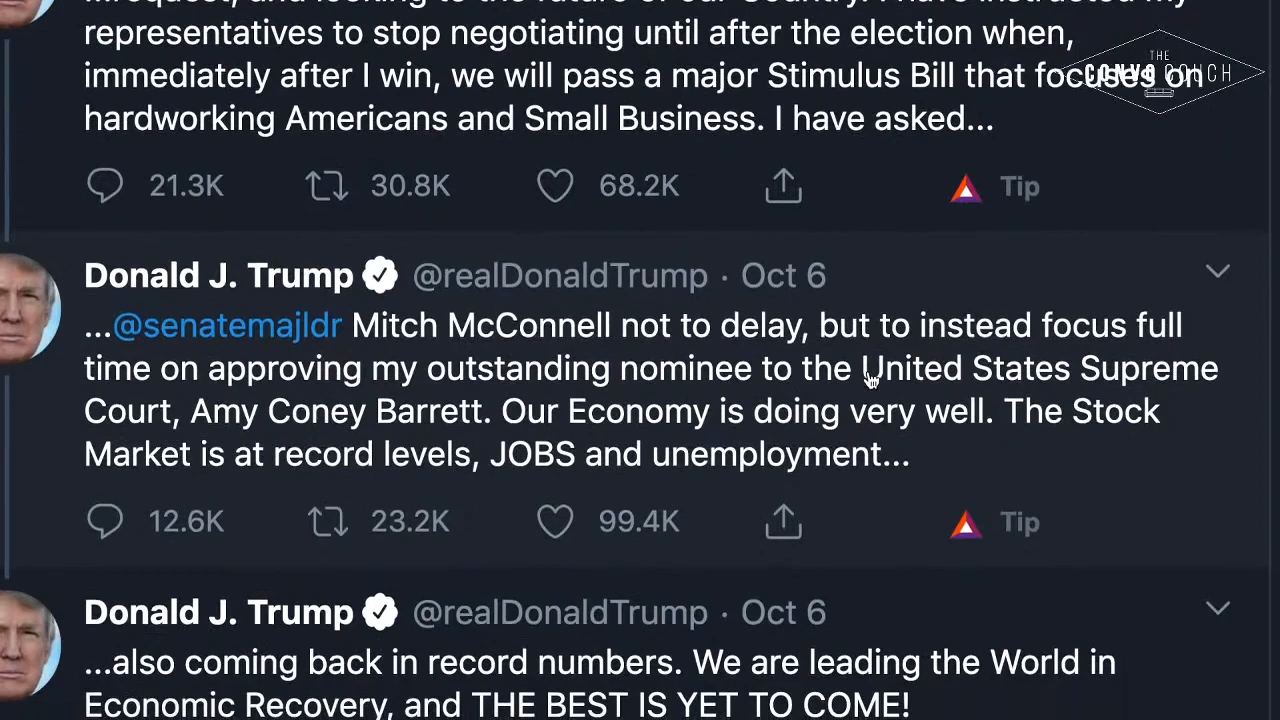 representatives to stop negotiating until after the election when,
immediately after I win, we will pass a major Stimulus Bill that focuses on
hardworking Americans and Small Business. I have asked...
THE
CONVO COUCH
21.3K 30.8K 68.2K Tip
Donald J. Trump @realDonaldTrump · Oct 6
...@senatemajldr Mitch McConnell not to delay, but to instead focus full
time on approving my outstanding nominee to the United States Supreme
Court, Amy Coney Barrett. Our Economy is doing very well. The Stock
Market is at record levels, JOBS and unemployment...
12.6K 23.2K 99.4K Tip
Donald J. Trump @realDonaldTrump · Oct 6
...also coming back in record numbers. We are leading the World in
Economic Recovery, and THE BEST IS YET TO COME!